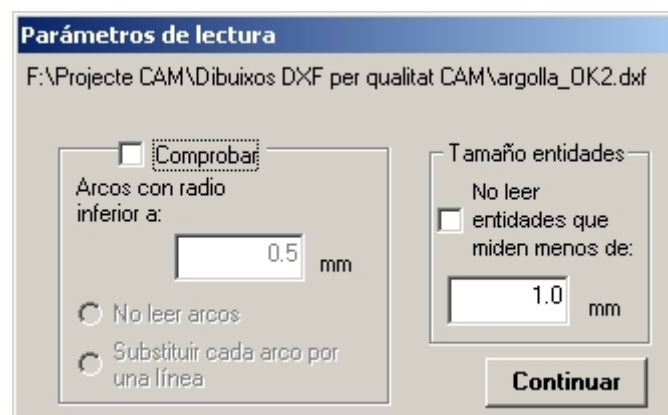 Parámetros de lectura
F:\Projecte CAM\Dibuixos DXF per qualitat CAM\argolla_OK2.dxf
Comprobar
Arcos con radio
inferior a:
0.5 mm
No leer arcos
Substituír cada arco por
una línea
Tamaño entidades
No leer
entidades que
miden menos de:
1.0 mm
Continuar